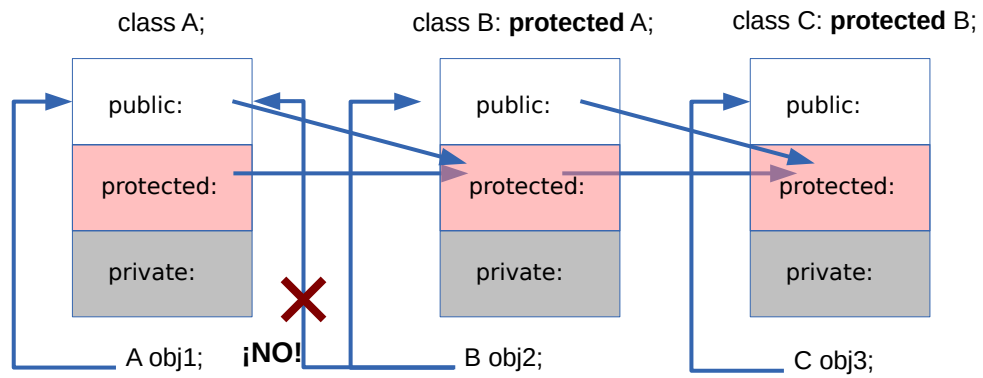 class A;
class B: protected A;
class C: protected B;
public:
public:
public:
protected:
protected:
protected:
private:
private:
private:
A obj1;
¡NO!
B obj2;
C obj3;